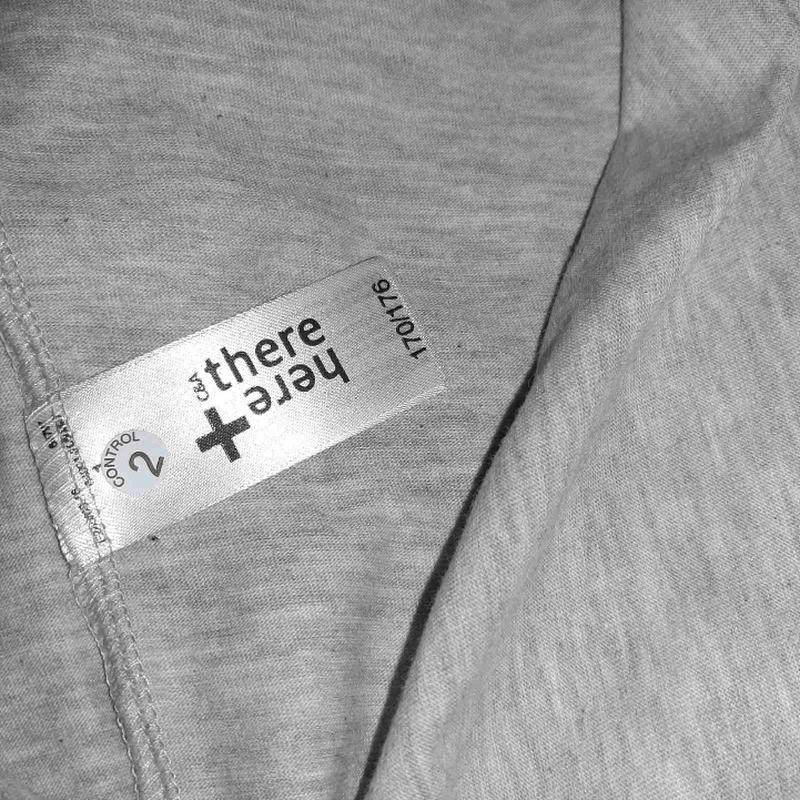 170/176
C&A there
+ here
CONTROL
2